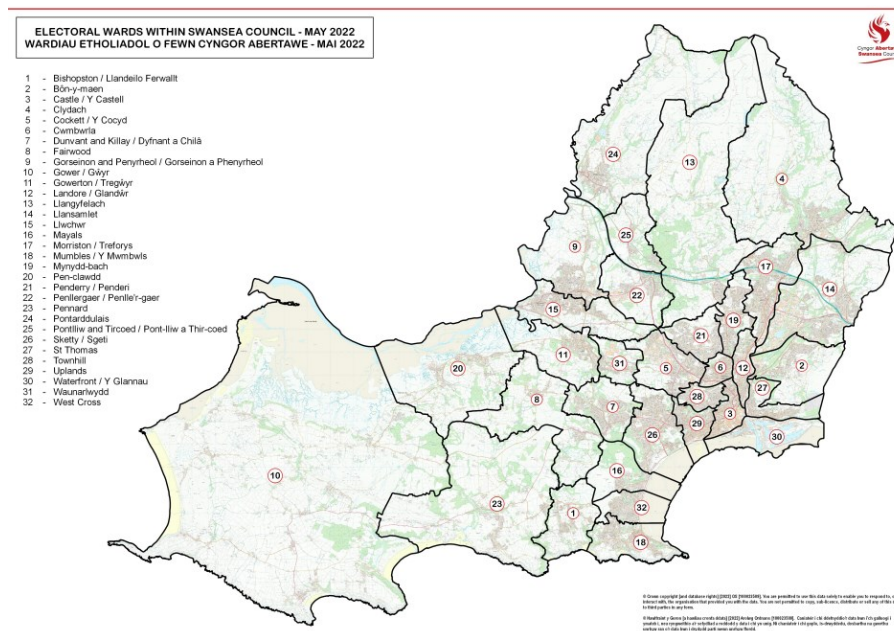 ELECTORAL WARDS WITHIN SWANSEA COUNCIL - MAY 2022
WARDIAU ETHOLIADOL O FEWN CYNGOR ABERTAWE - MAI 2022
Cyngor Abertawe
Swansea Council
1 - Bishopston / Llandeilo Ferwallt
2 - Bôn-y-maen
3 - Castle / Y Castell
4 - Clydach
5 - Cockett / Y Cocyd
6 - Cwmbwrla
7 - Dunvant and Killay / Dyfnant a Chilâ
8 - Fairwood
9 - Gorseinon and Penyrheol / Gorseinon a Phenyrheol
10 - Gower / Gŵyr
11 - Gowerton / Tregŵyr
12 - Landore / Glandŵr
13 - Llangyfelach
14 - Llansamlet
15 - Llwchwr
16 - Mayals
17 - Morriston / Treforys
18 - Mumbles / Y Mwmbwls
19 - Mynydd-bach
20 - Pen-clawdd
21 - Penderry / Penderi
22 - Penllergaer / Penlle'r-gaer
23 - Pennard
24 - Pontarddulais
25 - Pontlliw and Tircoed / Pont-lliw a Thir-coed
26 - Sketty / Sgeti
27 - St Thomas
28 - Townhill
29 - Uplands
30 - Waterfront / Y Glannau
31 - Waunarlwydd
32 - West Cross
24
13
4
25
9
17
14
22
15
19
21
11
31
20
5
6
12
2
28
27
8
7
3
29
26
30
16
10
23
32
1
18